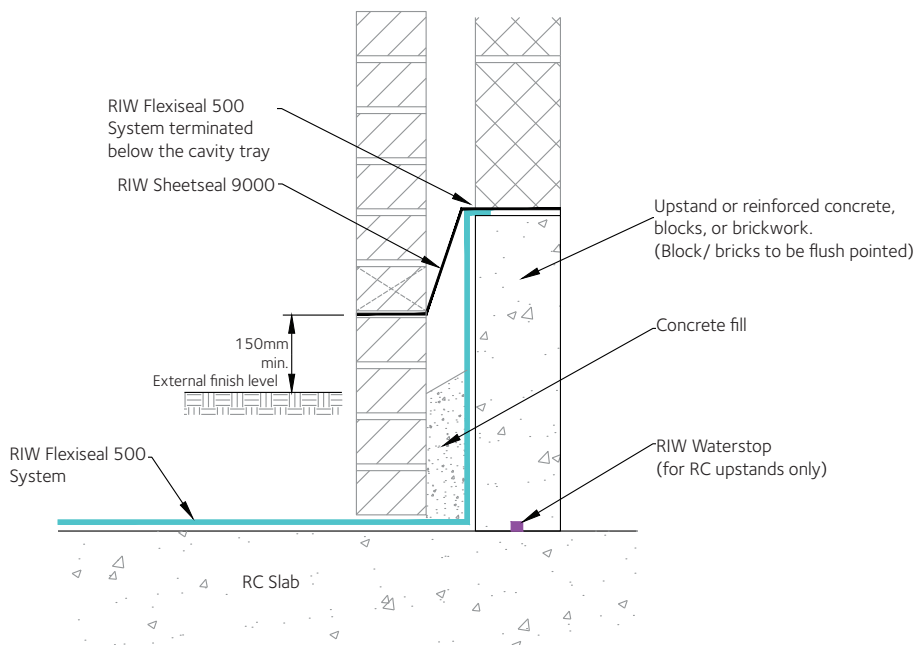 RIW Flexiseal 500
System terminated
below the cavity tray
RIW Sheetseal 9000
Upstand or reinforced concrete,
blocks, or brickwork.
(Block/ bricks to be flush pointed)
150mm
min.
External finish level
Concrete fill
RIW Flexiseal 500
System
RIW Waterstop
(for RC upstands only)
RC Slab